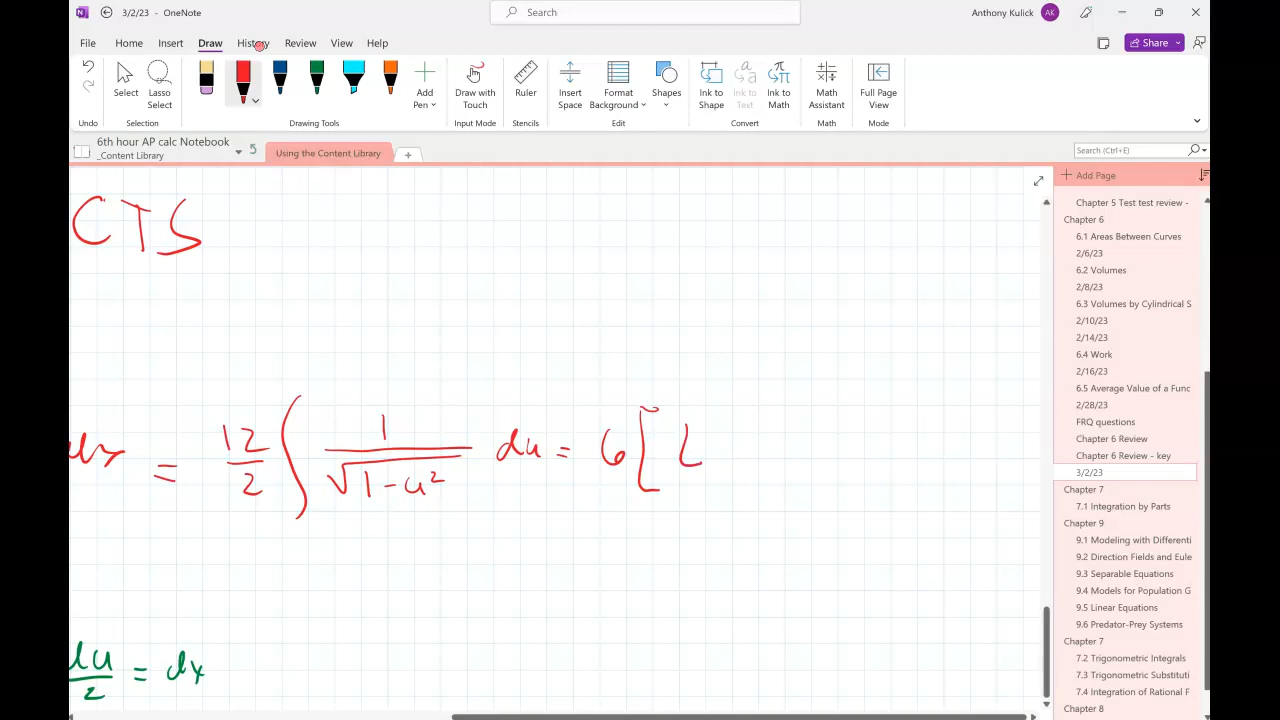 3/2/23 - OneNote
Search
Anthony Kulick
AK
File Home Insert Draw History Review View Help
Share
Undo
Select
Lasso Select
Add Pen
Draw with Touch
Ruler
Insert Space
Format Background
Shapes
Ink to Shape
Ink to Text
Ink to Math
Math Assistant
Full Page View
Selection
Drawing Tools
Input Mode
Stencils
Edit
Convert
Math
Mode
6th hour AP calc Notebook
_Content Library
5
Using the Content Library
+
Search (Ctrl+E)
Add Page
Chapter 5 Test test review -
Chapter 6
6.1 Areas Between Curves
2/6/23
6.2 Volumes
2/8/23
6.3 Volumes by Cylindrical S
2/10/23
2/14/23
6.4 Work
2/16/23
6.5 Average Value of a Func
2/28/23
FRQ questions
Chapter 6 Review
Chapter 6 Review - key
3/2/23
Chapter 7
7.1 Integration by Parts
Chapter 9
9.1 Modeling with Differenti
9.2 Direction Fields and Eule
9.3 Separable Equations
9.4 Models for Population G
9.5 Linear Equations
9.6 Predator-Prey Systems
Chapter 7
7.2 Trigonometric Integrals
7.3 Trigonometric Substituti
7.4 Integration of Rational F
Chapter 8
CTS
= 12/2 ∫ 1/√(1-u²) du = 6 [
du/2 = dx